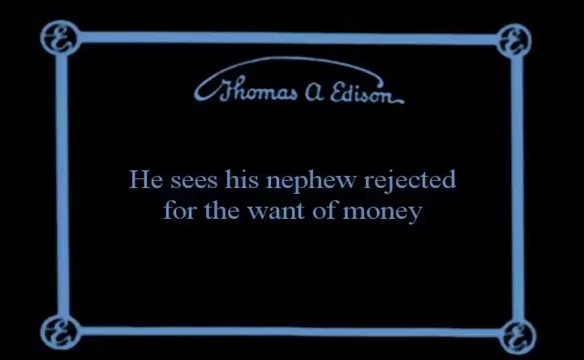 E E
Thomas A Edison
He sees his nephew rejected
for the want of money
E E